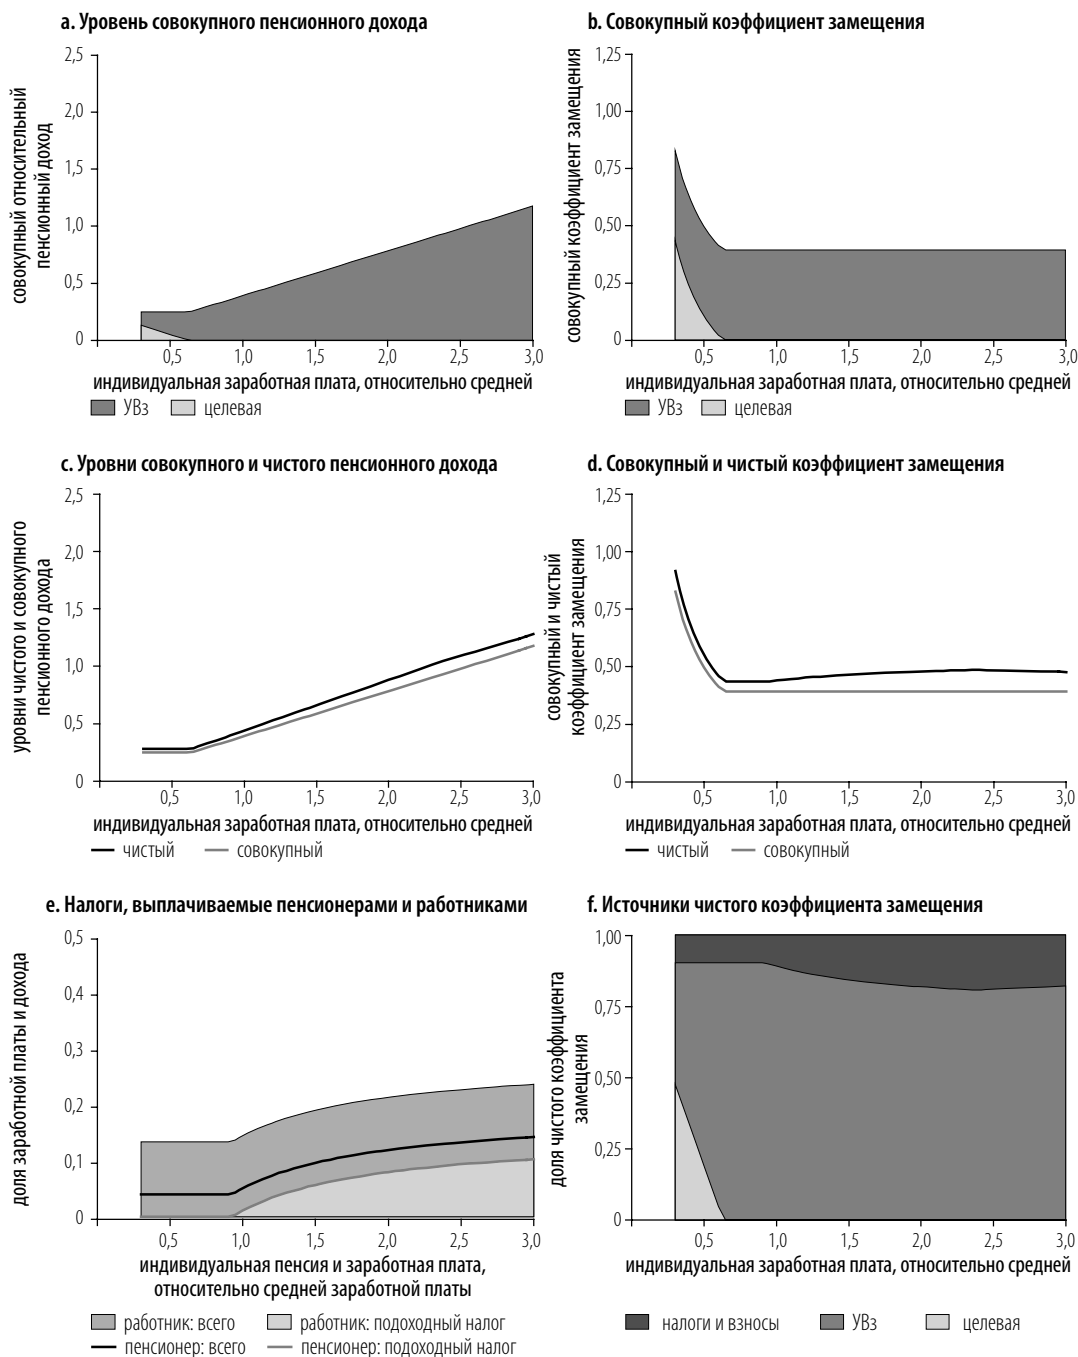 a. Уровень совокупного пенсионного дохода
совокупный относительный
пенсионный доход
2,5
2,0
1,5
1,0
0,5
0
0,5 1,0 1,5 2,0 2,5 3,0
индивидуальная заработная плата, относительно средней
УВз целевая
b. Совокупный коэффициент замещения
совокупный коэффициент замещения
1,25
1,00
0,75
0,50
0,25
0
0,5 1,0 1,5 2,0 2,5 3,0
индивидуальная заработная плата, относительно средней
УВз целевая
c. Уровни совокупного и чистого пенсионного дохода
уровни чистого и совокупного
пенсионного дохода
2,5
2,0
1,5
1,0
0,5
0
0,5 1,0 1,5 2,0 2,5 3,0
индивидуальная заработная плата, относительно средней
чистый совокупный
d. Совокупный и чистый коэффициент замещения
совокупный и чистый
коэффициент замещения
1,25
1,00
0,75
0,50
0,25
0
0,5 1,0 1,5 2,0 2,5 3,0
индивидуальная заработная плата, относительно средней
чистый совокупный
e. Налоги, выплачиваемые пенсионерами и работниками
доля заработной платы и дохода
0,5
0,4
0,3
0,2
0,1
0
0,5 1,0 1,5 2,0 2,5 3,0
индивидуальная пенсия и заработная плата,
относительно средней заработной платы
работник: всего работник: подоходный налог
пенсионер: всего пенсионер: подоходный налог
f. Источники чистого коэффициента замещения
доля чистого коэффициента
замещения
1,00
0,75
0,50
0,25
0
0,5 1,0 1,5 2,0 2,5 3,0
индивидуальная заработная плата, относительно средней
налоги и взносы УВз целевая